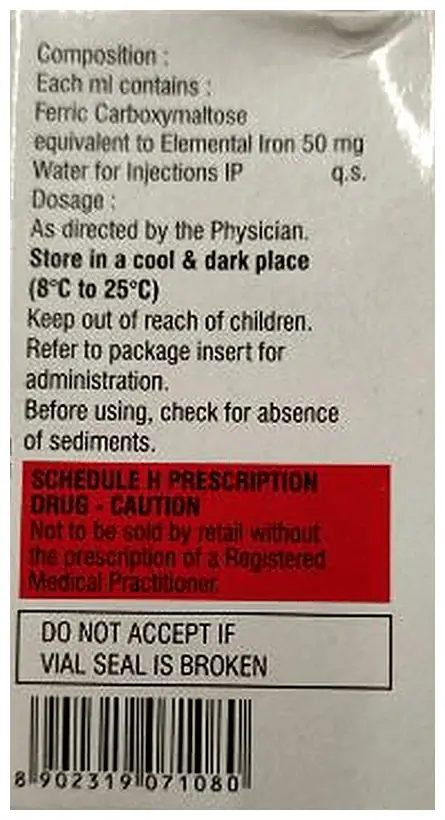 Composition :
Each ml contains :
Ferric Carboxymaltose
equivalent to Elemental Iron 50 mg
Water for Injections IP q.s.
Dosage :
As directed by the Physician.
Store in a cool & dark place
(8°C to 25°C)
Keep out of reach of children.
Refer to package insert for
administration.
Before using, check for absence
of sediments.
SCHEDULE H PRESCRIPTION
DRUG - CAUTION
Not to be sold by retail without
the prescription of a Registered
Medical Practitioner.
DO NOT ACCEPT IF
VIAL SEAL IS BROKEN
8 902319 071080